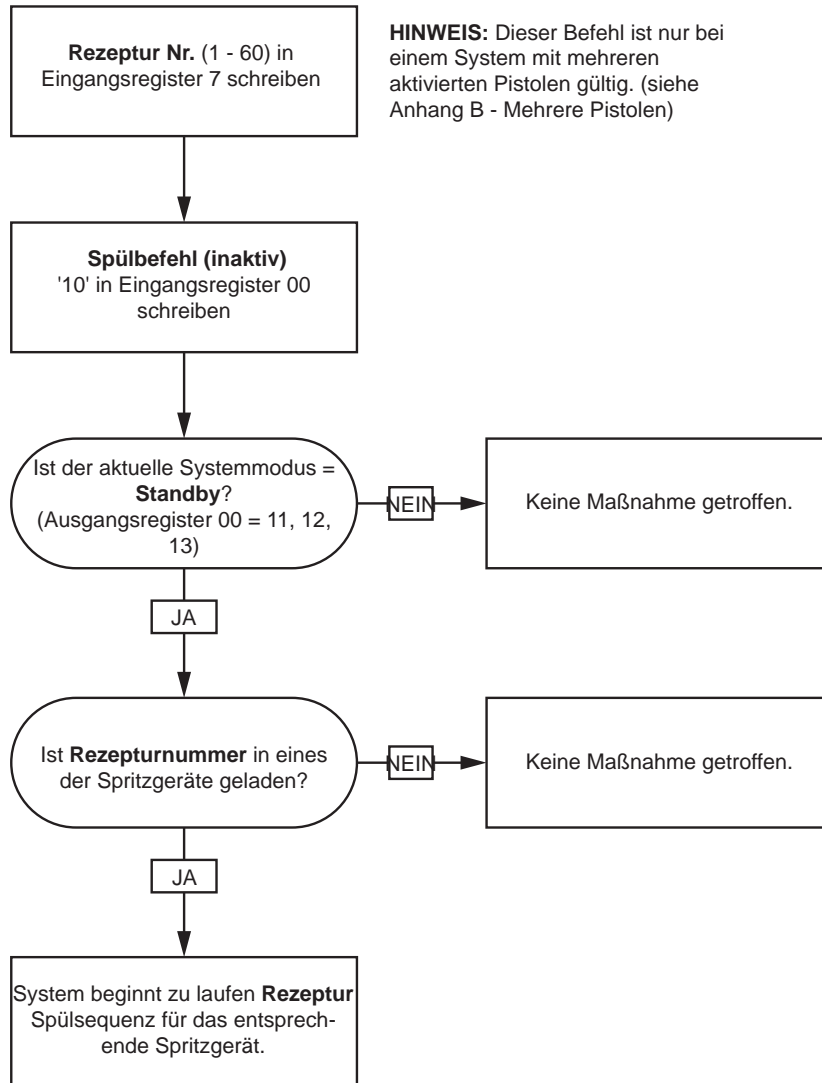 Rezeptur Nr. (1 - 60) in
Eingangsregister 7 schreiben
HINWEIS: Dieser Befehl ist nur bei
einem System mit mehreren
aktivierten Pistolen gültig. (siehe
Anhang B - Mehrere Pistolen)
Spülbefehl (inaktiv)
'10' in Eingangsregister 00
schreiben
Ist der aktuelle Systemmodus =
Standby?
(Ausgangsregister 00 = 11, 12,
13)
NEIN
Keine Maßnahme getroffen.
JA
Ist Rezepturnummer in eines
der Spritzgeräte geladen?
NEIN
Keine Maßnahme getroffen.
JA
System beginnt zu laufen Rezeptur
Spülsequenz für das entsprech-
ende Spritzgerät.